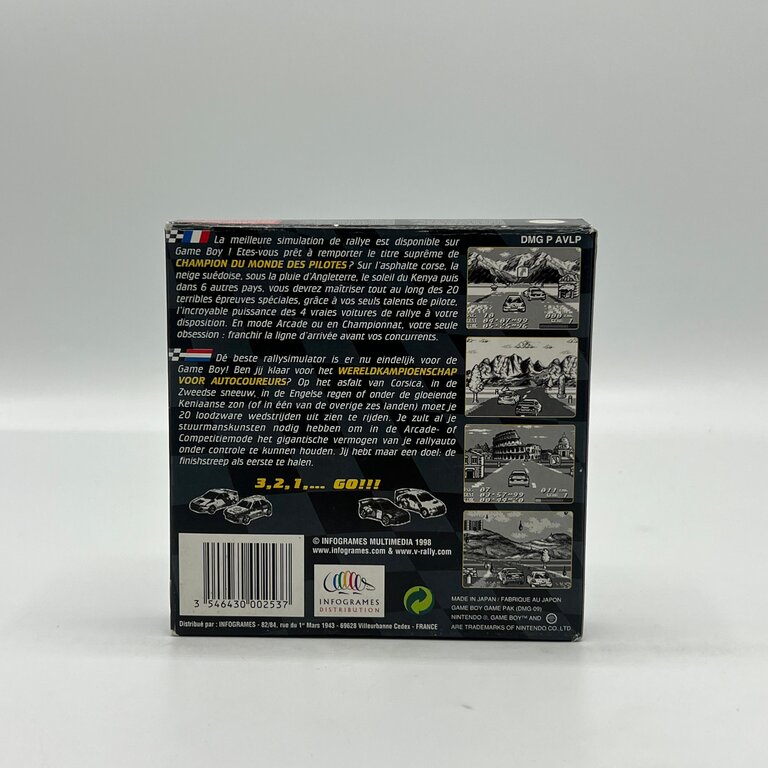 La meilleure simulation de rallye est disponible sur
Game Boy ! Etes-vous prêt à remporter le titre suprême de
CHAMPION DU MONDE DES PILOTES ? Sur l'asphalte corse, la
neige suédoise, sous la pluie d'Angleterre, le soleil du Kenya puis
dans 6 autres pays, vous devrez maîtriser tout au long des 20
terribles épreuves spéciales, grâce à vos seuls talents de pilote,
l'incroyable puissance des 4 vraies voitures de rallye à votre
disposition. En mode Arcade ou en Championnat, votre seule
obsession : franchir la ligne d'arrivée avant vos concurrents.
Dé beste rallysimulator is er nu eindelijk voor de
Game Boy! Ben jij klaar voor het WERELDKAMPIOENSCHAP
VOOR AUTOCOUREURS? Op het asfalt van Corsica, in de
Zweedse sneeuw, in de Engelse regen of onder de gloeiende
Keniaanse zon (of in één van de overige zes landen) moet je
20 loodzware wedstrijden uit zien te rijden. Je zult al je
stuurmanskunsten nodig hebben om in de Arcade- of
Competitiemode het gigantische vermogen van je rallyauto
onder controle te kunnen houden. Jij hebt maar een doel: de
finishstreep als eerste te halen.
3,2,1,... GO!!!
DMG P AVLP
© INFOGRAMES MULTIMEDIA 1998
www.infogrames.com & www.v-rally.com
3 546430 002537
INFOGRAMES
DISTRIBUTION
Distribué par : INFOGRAMES - 82/84, rue du 1er Mars 1943 - 69628 Villeurbanne Cedex - FRANCE
MADE IN JAPAN / FABRIQUE AU JAPON
GAME BOY GAME PAK (DMG-09)
NINTENDO ®, GAME BOY™ AND
ARE TRADEMARKS OF NINTENDO CO., LTD.